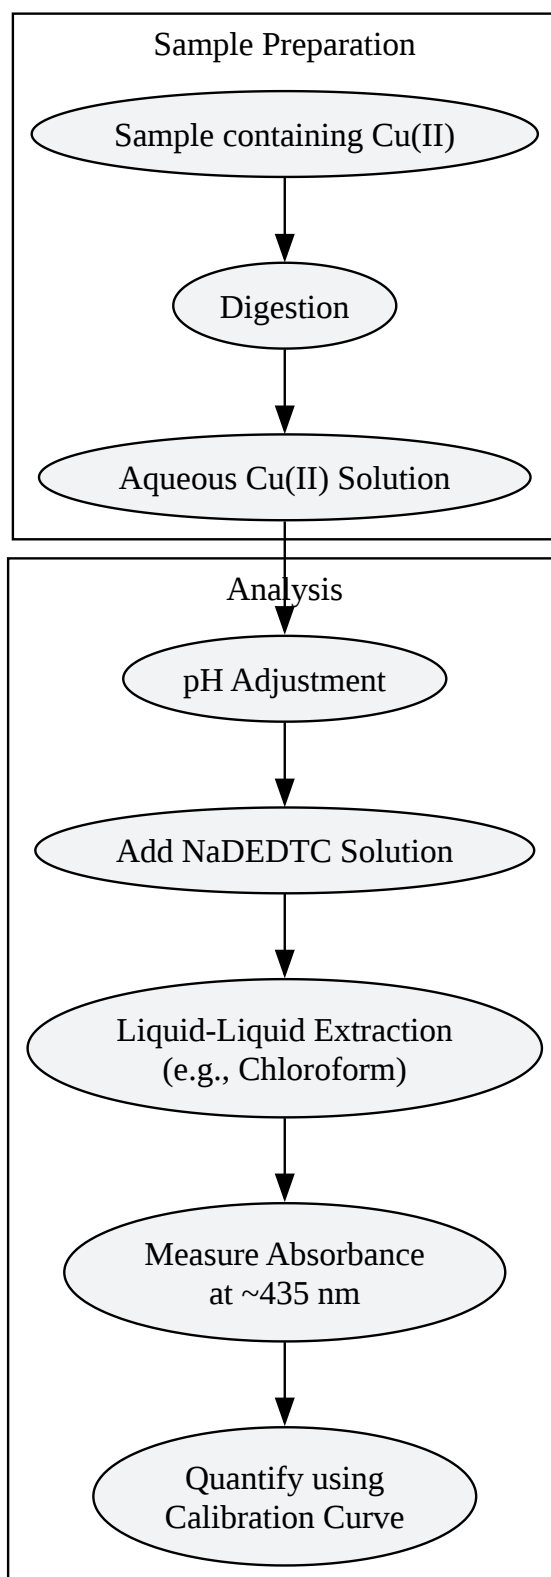 Sample Preparation
Sample containing Cu(II)
Digestion
Aqueous Cu(II) Solution
Analysis
pH Adjustment
Add NaDEDTC Solution
Liquid-Liquid Extraction
(e.g., Chloroform)
Measure Absorbance
at ~435 nm
Quantify using
Calibration Curve